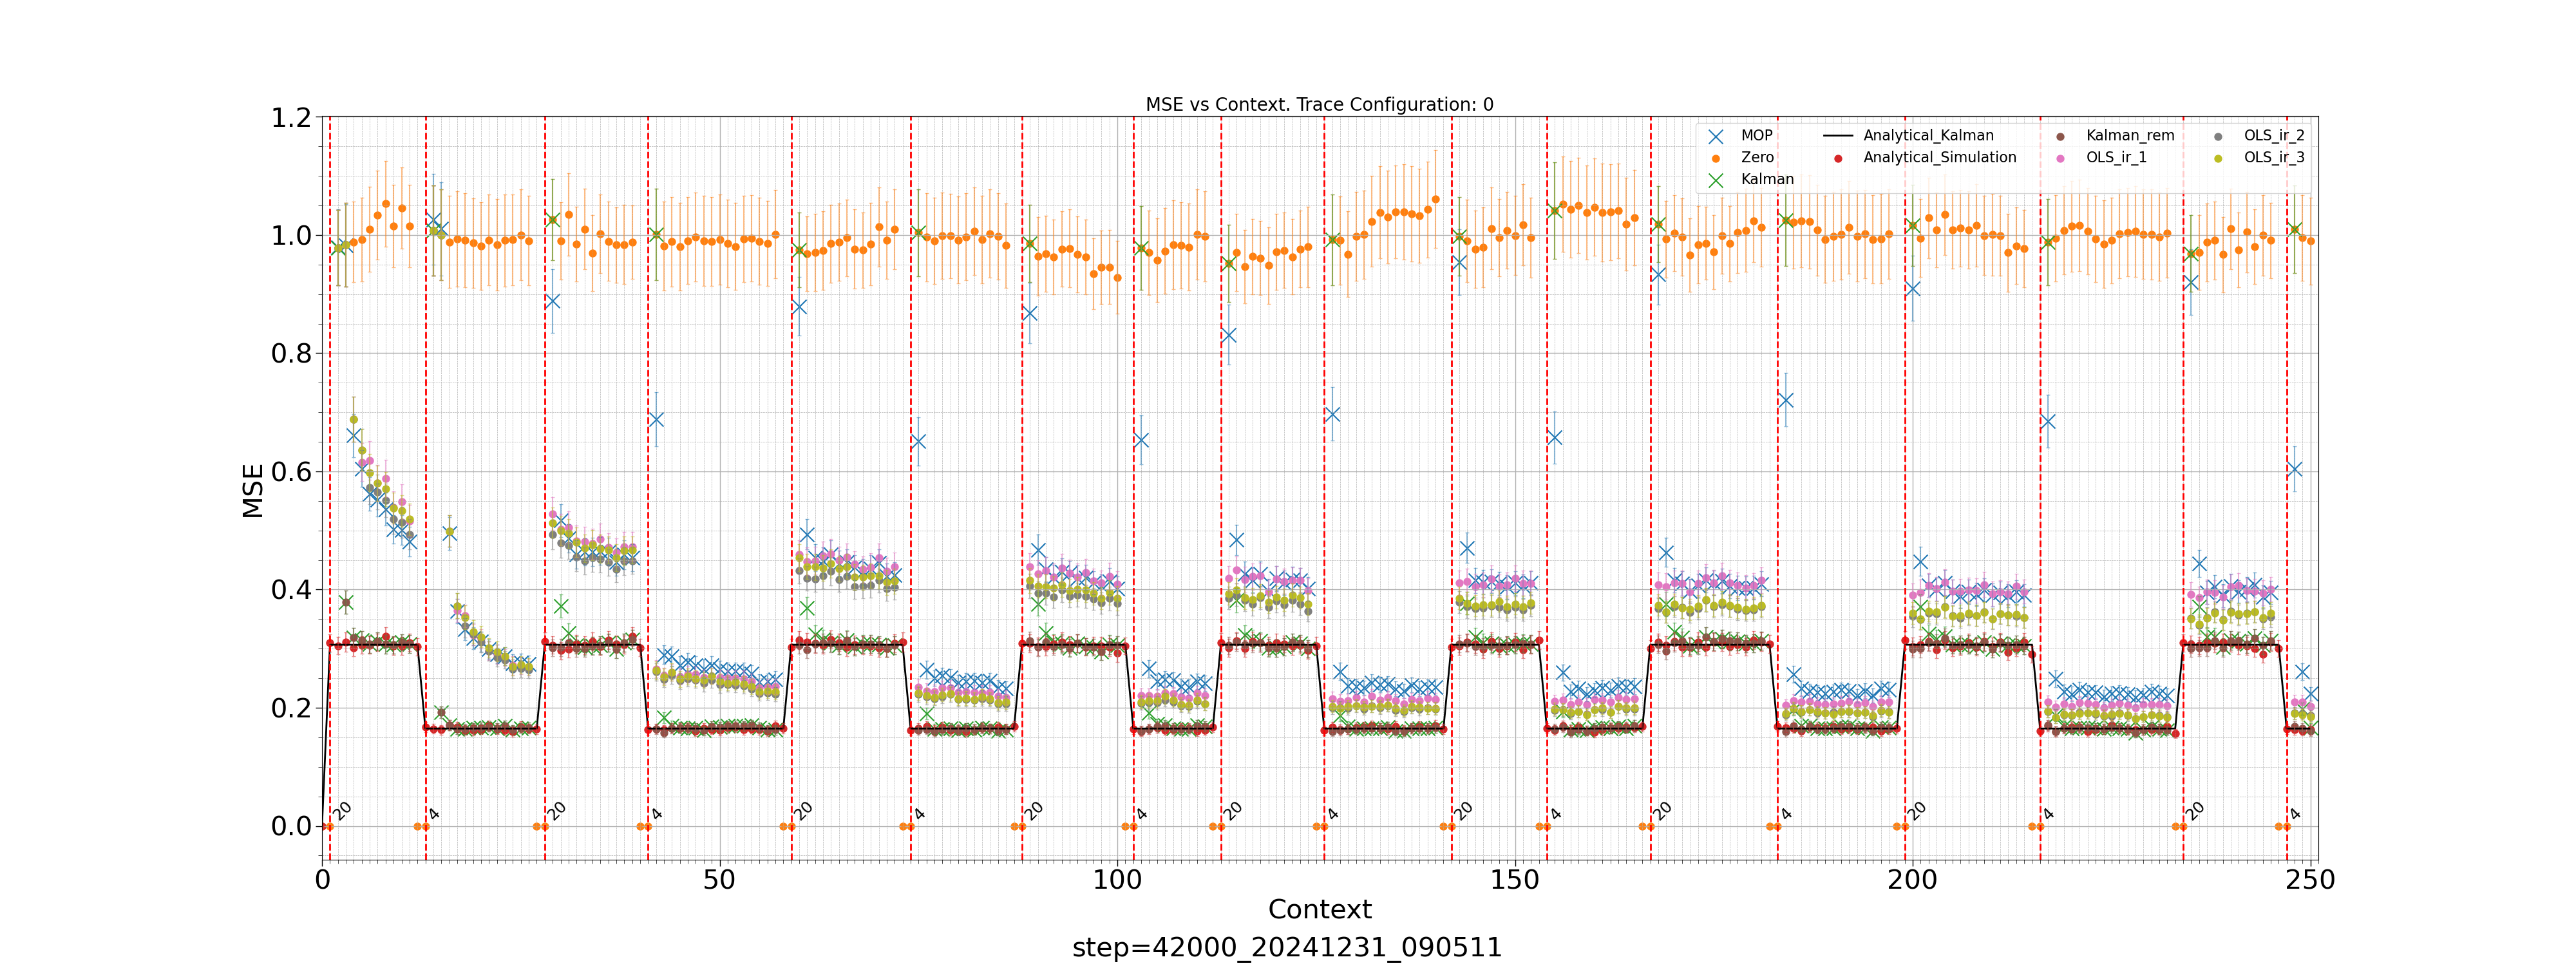 MSE vs Context. Trace Configuration: 0
MOP
Zero
Kalman
Analytical_Kalman
Analytical_Simulation
Kalman_rem
OLS_ir_1
OLS_ir_2
OLS_ir_3
MSE
1.2
1.0
0.8
0.6
0.4
0.2
0.0
20 4 20 4 20 4 20 4 20 4 20 4 20 4 20 4 20 4
0 50 100 150 200 250
Context
step=42000_20241231_090511